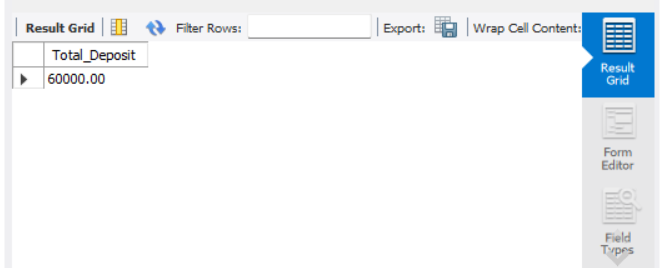 Result Grid Filter Rows: Export: Wrap Cell Content:
Total_Deposit
60000.00
Result
Grid
Form
Editor
Field
Types